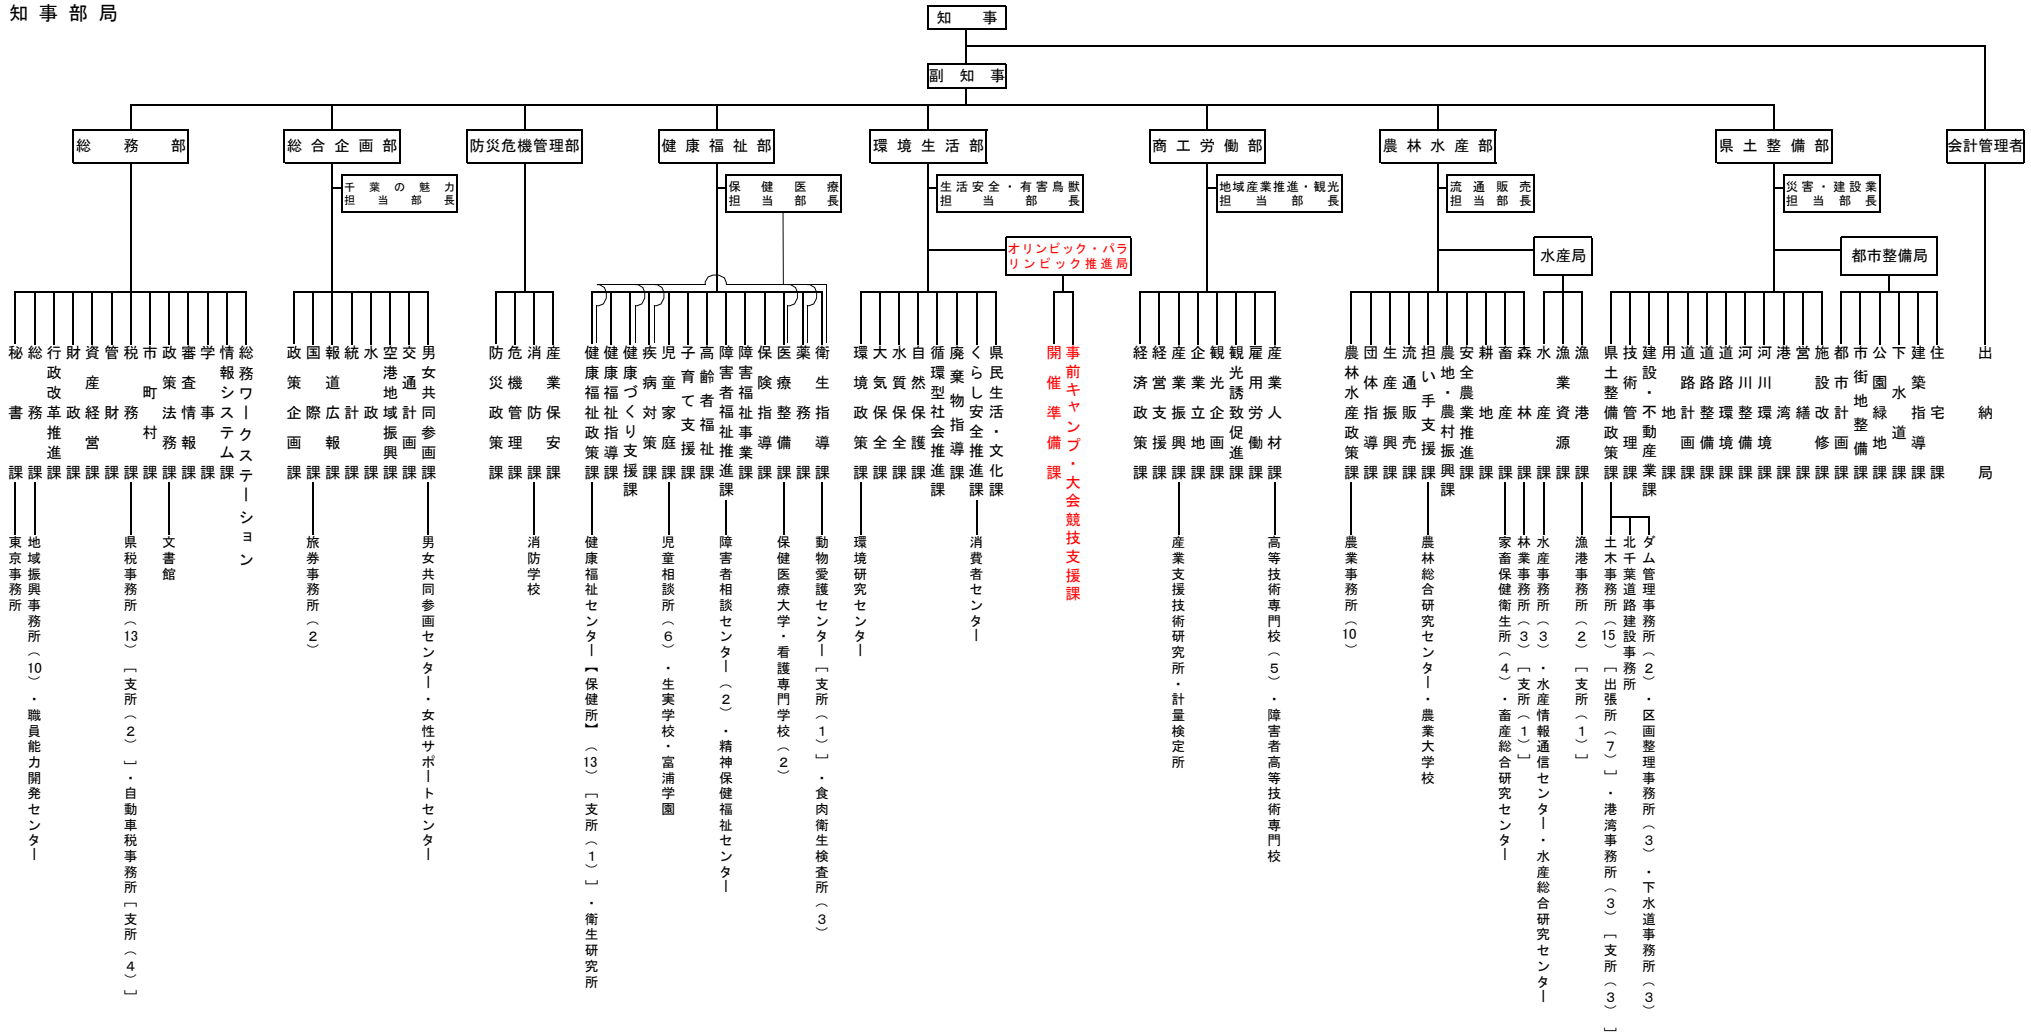 知事部局
知事
副知事
総務部
総合企画部
防災危機管理部
健康福祉部
環境生活部
商工労働部
農林水産部
県土整備部
会計管理者
千葉の魅力
担当部長
保健医療
担当部長
生活安全・有害鳥獣
担当部長
地域産業推進・観光
担当部長
流通販売
担当部長
災害・建設業
担当部長
オリンピック・パラ
リンピック推進局
水産局
都市整備局
秘書課
総務課
行政改革推進課
財政課
資産経営課
管財課
税務課
市町村課
政策法務課
審査情報課
学事課
情報システム課
総務ワークステーション
政策企画課
国際課
報道広報課
統計課
水政課
空港地域振興課
交通計画課
男女共同参画課
防災政策課
危機管理課
消防課
産業保安課
健康福祉政策課
健康福祉指導課
健康づくり支援課
疾病対策課
児童家庭課
子育て支援課
高齢者福祉課
障害者福祉推進課
障害福祉事業課
保険指導課
医療整備課
薬務課
衛生指導課
環境政策課
大気保全課
水質保全課
自然保護課
循環型社会推進課
廃棄物指導課
くらし安全推進課
県民生活・文化課
開催準備課
事前キャンプ・大会競技支援課
経済政策課
経営支援課
産業振興課
企業立地課
観光企画課
観光誘致促進課
雇用労働課
産業人材課
農林水産政策課
団体指導課
生産振興課
流通販売課
担い手支援課
農地・農村振興課
安全農業推進課
耕地課
畜産課
森林課
水産課
漁業資源課
漁港課
県土整備政策課
技術管理課
建設・不動産業課
用地課
道路計画課
道路整備課
道路環境課
河川整備課
河川環境課
港湾課
営繕課
施設改修課
都市計画課
市街地整備課
公園緑地課
下水道課
建築指導課
住宅課
出納局
東京事務所
地域振興事務所（10）・職員能力開発センター
県税事務所（13）［支所（2）］・自動車税事務所［支所（4）］
文書館
旅券事務所（2）
男女共同参画センター・女性サポートセンター
消防学校
健康福祉センター【保健所】（13）［支所（1）］・衛生研究所
児童相談所（6）・生実学校・富浦学園
障害者相談センター（2）・精神保健福祉センター
保健医療大学・看護専門学校（2）
動物愛護センター［支所（1）］・食肉衛生検査所（3）
環境研究センター
消費者センター
産業支援技術研究所・計量検定所
高等技術専門校（5）・障害者高等技術専門校
農業事務所（10）
農林総合研究センター・農業大学校
家畜保健衛生所（4）・畜産総合研究センター
林業事務所（3）［支所（1）］
水産事務所（3）・水産情報通信センター・水産総合研究センター
漁港事務所（2）［支所（1）］
土木事務所（15）［出張所（7）］・港湾事務所（3）［支所（3）］
北千葉道路建設事務所
ダム管理事務所（2）・区画整理事務所（3）・下水道事務所（3）